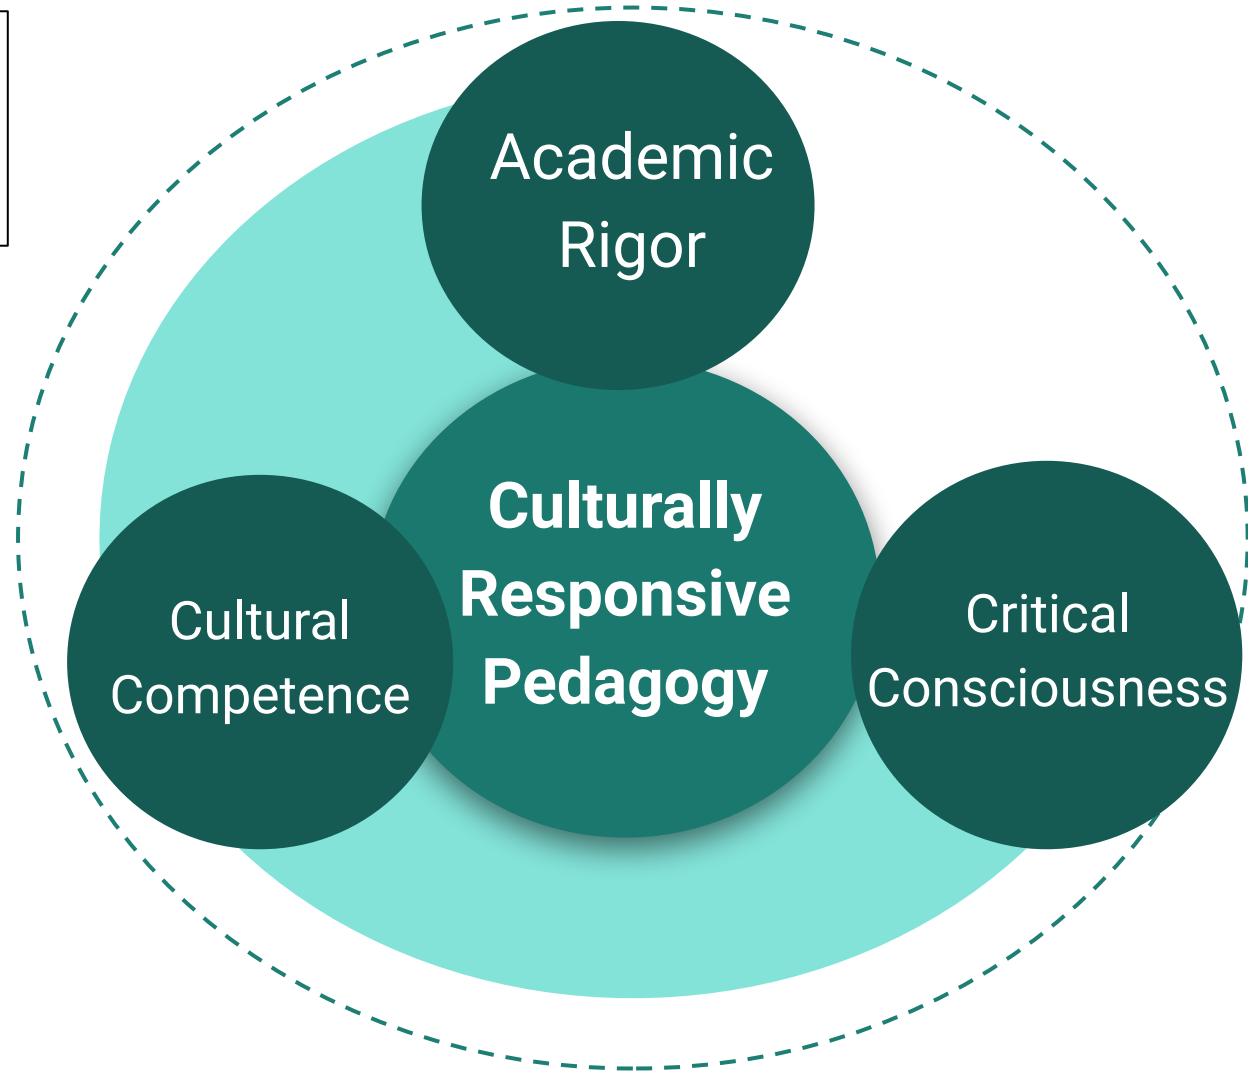 Academic
Rigor
Culturally
Responsive
Pedagogy
Cultural
Competence
Critical
Consciousness